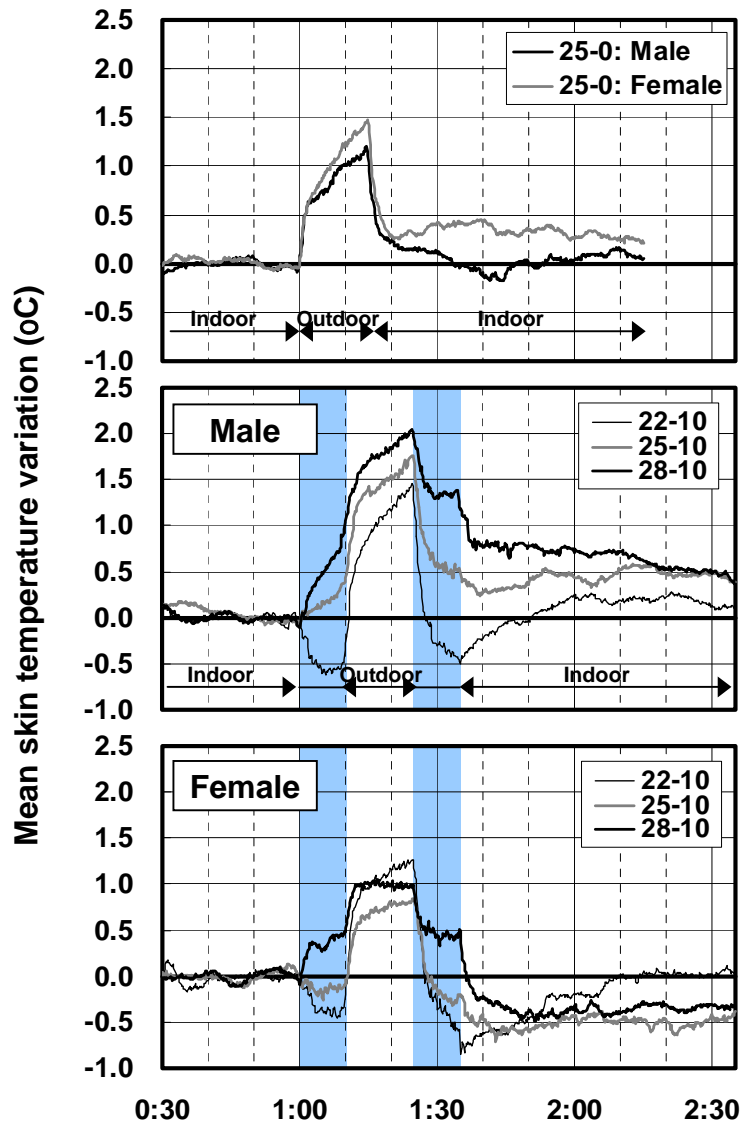 Mean skin temperature variation (oC)
2.5
2.0
1.5
1.0
0.5
0.0
-0.5
-1.0
25-0: Male
25-0: Female
Indoor
Outdoor
Indoor
2.5
2.0
1.5
1.0
0.5
0.0
-0.5
-1.0
Male
22-10
25-10
28-10
Indoor
Outdoor
Indoor
2.5
2.0
1.5
1.0
0.5
0.0
-0.5
-1.0
Female
22-10
25-10
28-10
0:30 1:00 1:30 2:00 2:30